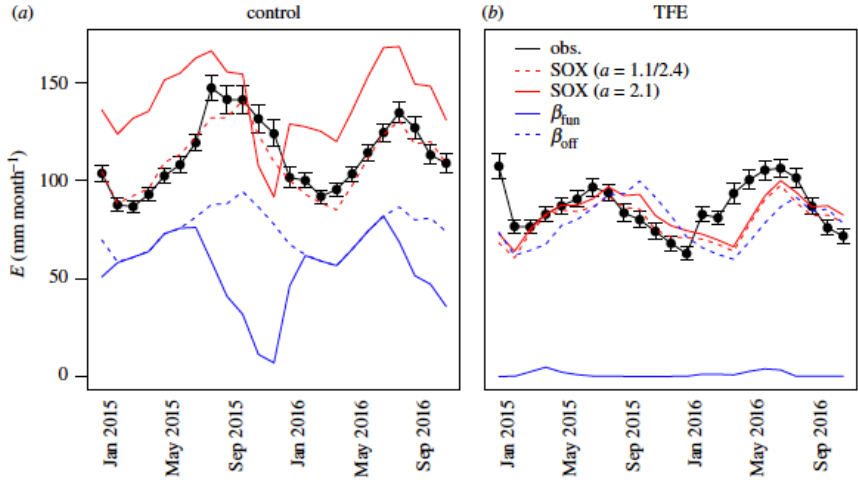 (a) control
(b) TFE
E (mm month⁻¹)
150
100
50
0
obs.
SOX (a = 1.1/2.4)
SOX (a = 2.1)
βfun
βoff
Jan 2015
May 2015
Sep 2015
Jan 2016
May 2016
Sep 2016
Jan 2015
May 2015
Sep 2015
Jan 2016
May 2016
Sep 2016